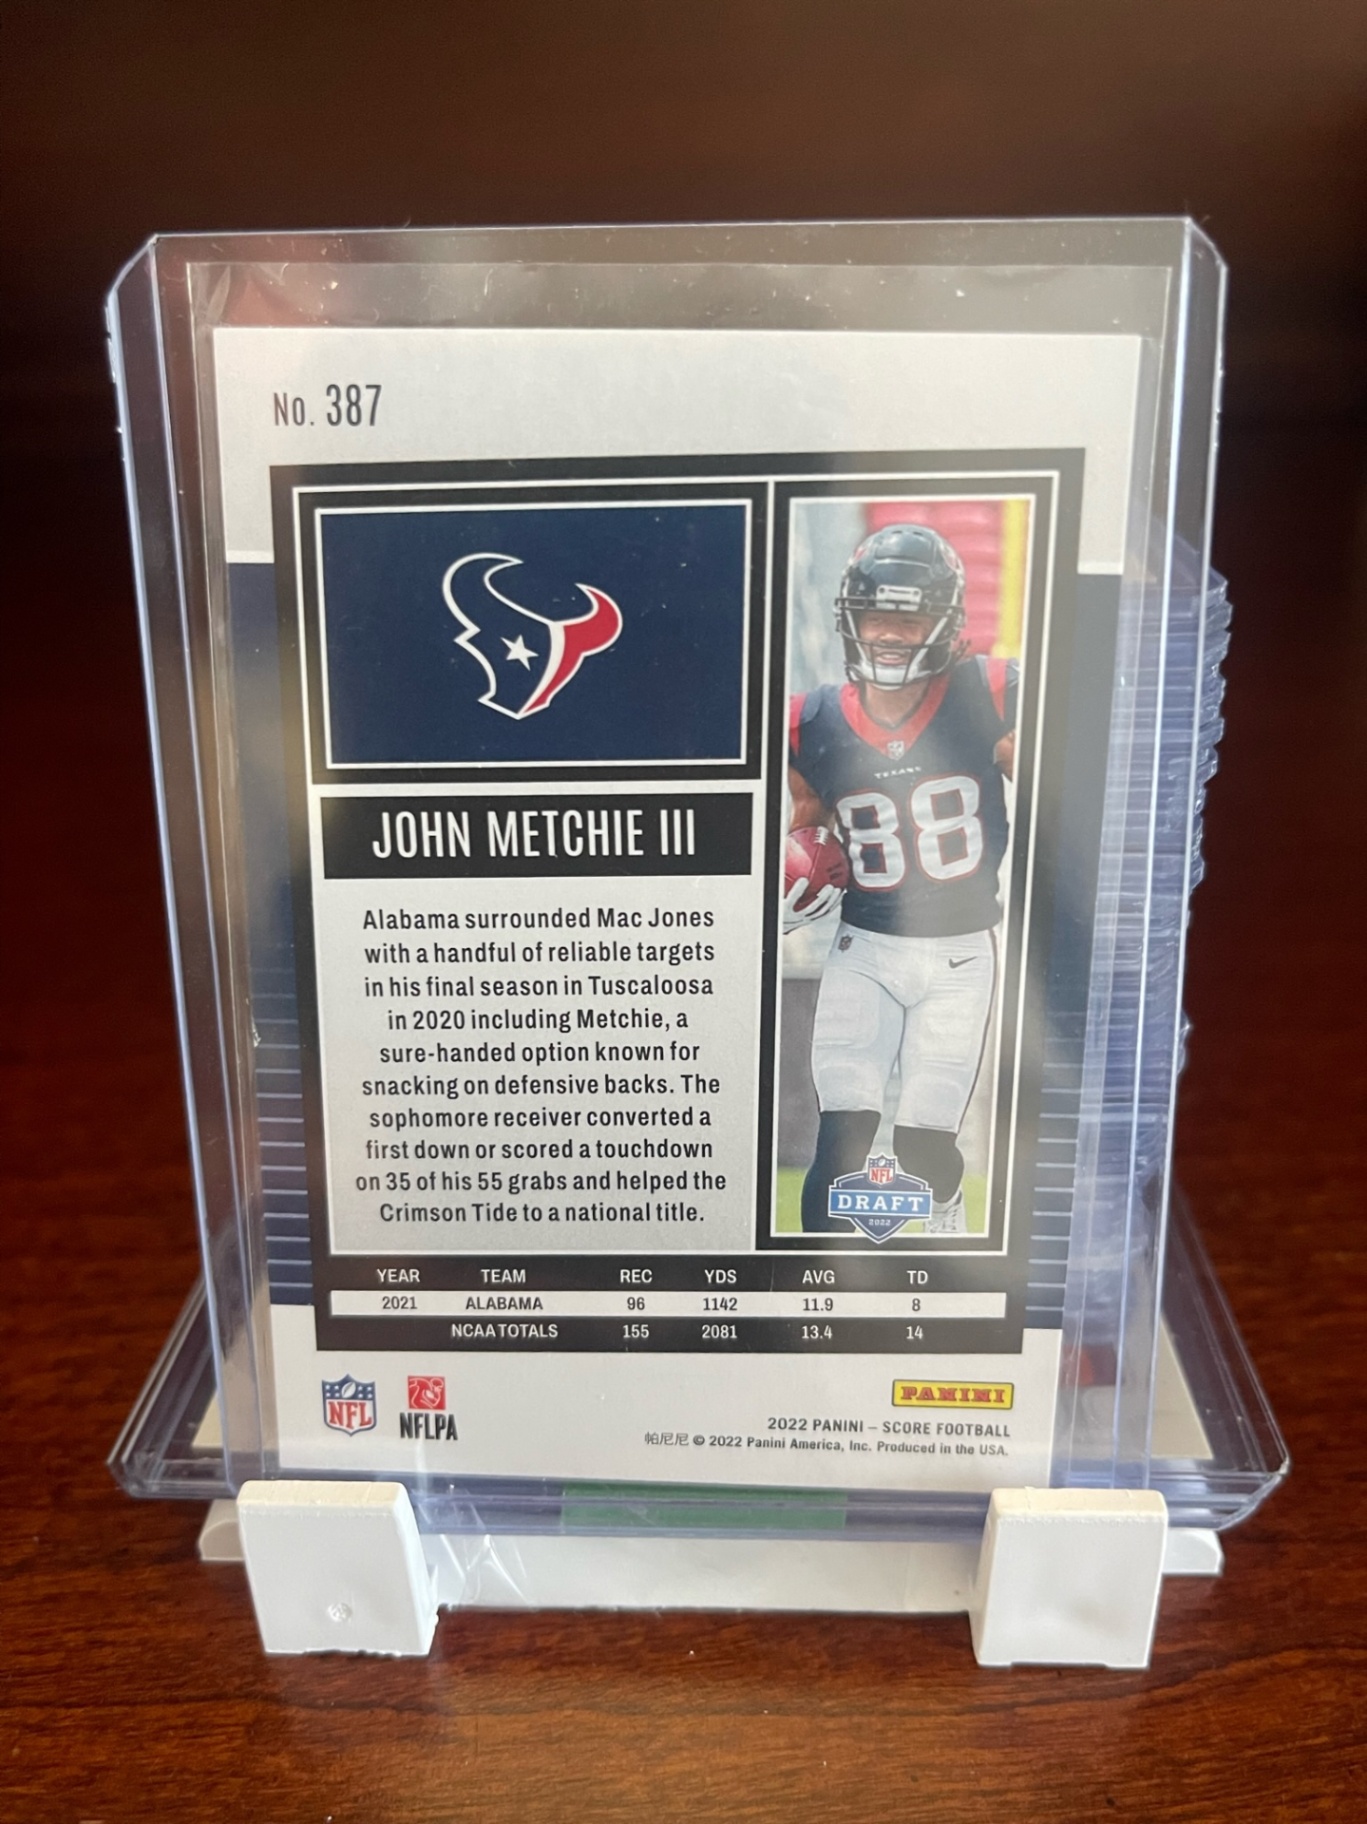 No. 387
JOHN METCHIE III
Alabama surrounded Mac Jones
with a handful of reliable targets
in his final season in Tuscaloosa
in 2020 including Metchie, a
sure-handed option known for
snacking on defensive backs. The
sophomore receiver converted a
first down or scored a touchdown
on 35 of his 55 grabs and helped the
Crimson Tide to a national title.
TEXANS
88
NFL
DRAFT
2022
YEAR TEAM REC YDS AVG TD
2021 ALABAMA 96 1142 11.9 8
NCAA TOTALS 155 2081 13.4 14
NFL
NFLPA
PANINI
2022 PANINI – SCORE FOOTBALL
帕尼尼 © 2022 Panini America, Inc. Produced in the USA.